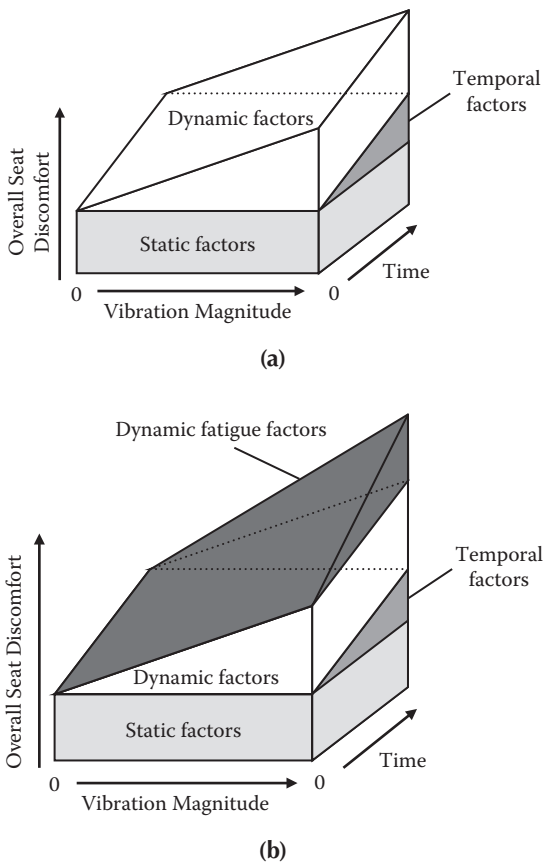 Temporal
factors
Dynamic factors
Overall Seat
Discomfort
Static factors
Time
0
0
Vibration Magnitude
(a)
Dynamic fatigue factors
Overall Seat Discomfort
Temporal
factors
Dynamic factors
Static factors
Time
0
0
Vibration Magnitude
(b)